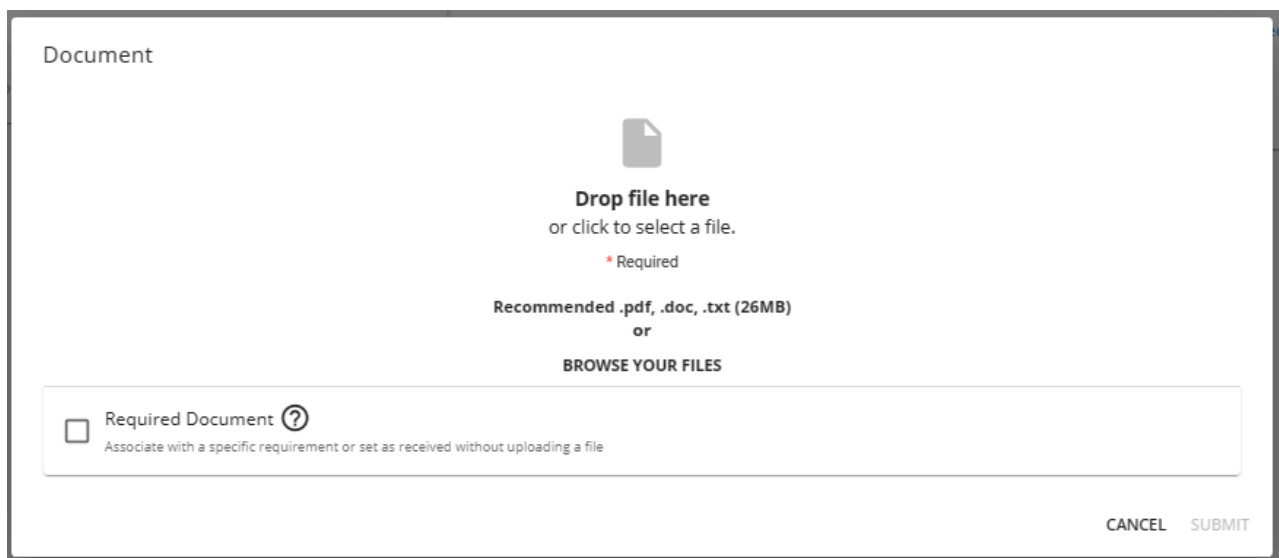 Document
Drop file here
or click to select a file.
* Required
Recommended .pdf, .doc, .txt (26MB)
or
BROWSE YOUR FILES
Required Document ?
Associate with a specific requirement or set as received without uploading a file
CANCEL SUBMIT